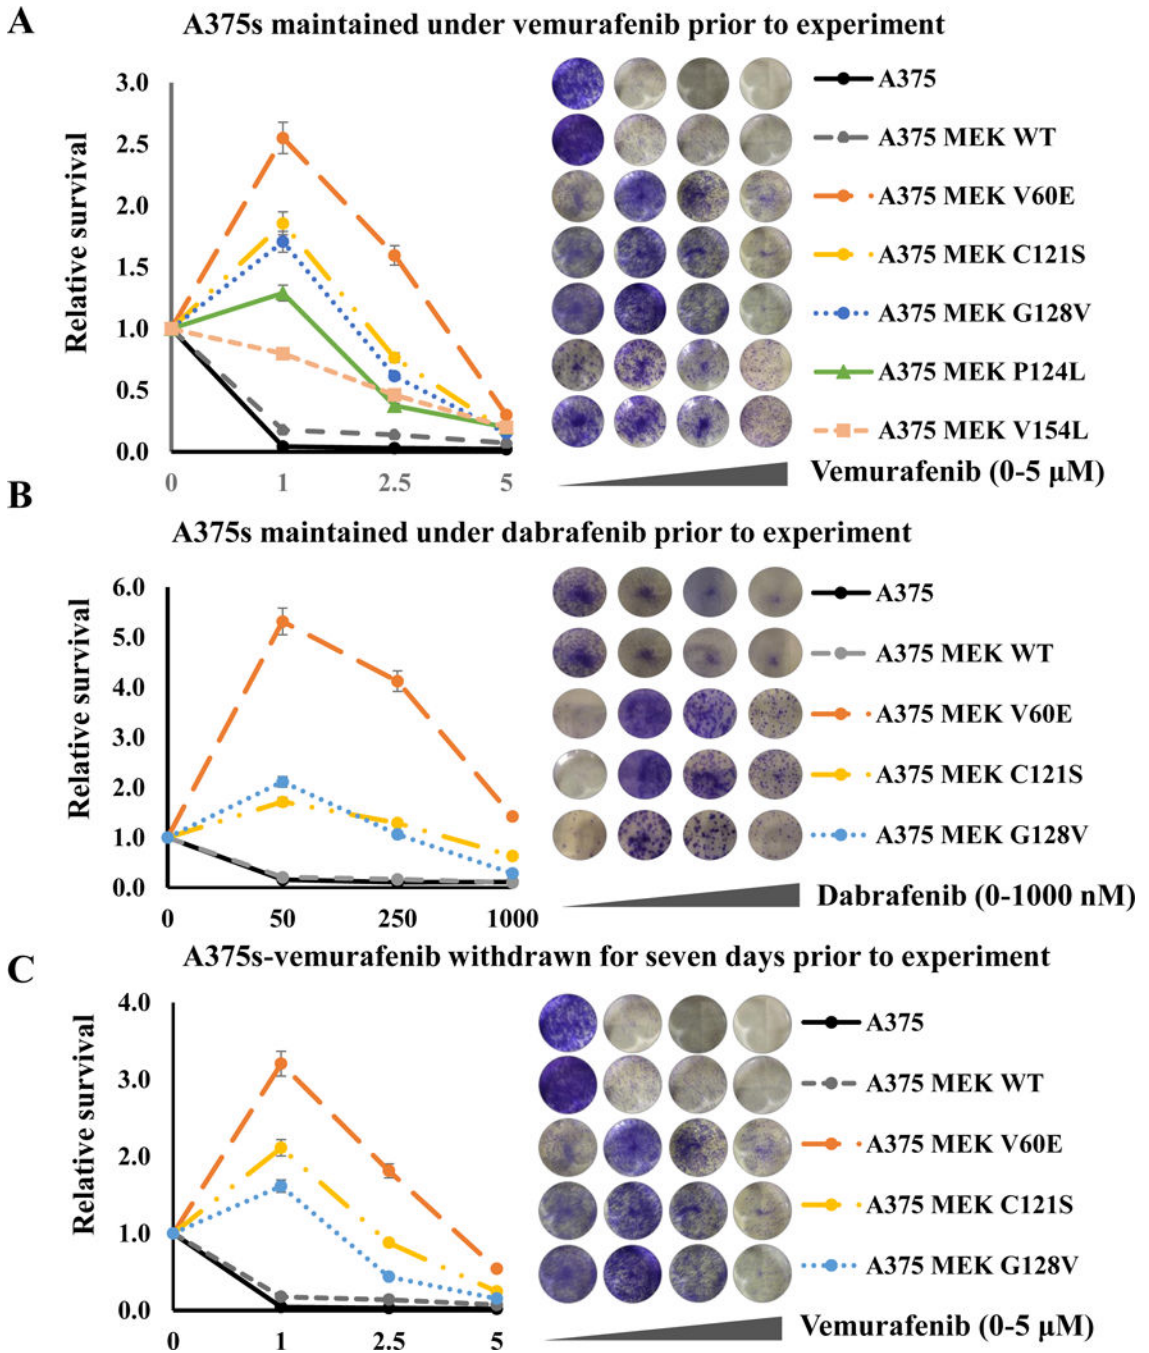 A
A375s maintained under vemurafenib prior to experiment
Relative survival
3.0
2.5
2.0
1.5
1.0
0.5
0.0
0 1 2.5 5
A375
A375 MEK WT
A375 MEK V60E
A375 MEK C121S
A375 MEK G128V
A375 MEK P124L
A375 MEK V154L
Vemurafenib (0-5 µM)
B
A375s maintained under dabrafenib prior to experiment
Relative survival
6.0
5.0
4.0
3.0
2.0
1.0
0.0
0 50 250 1000
A375
A375 MEK WT
A375 MEK V60E
A375 MEK C121S
A375 MEK G128V
Dabrafenib (0-1000 nM)
C
A375s-vemurafenib withdrawn for seven days prior to experiment
Relative survival
4.0
3.0
2.0
1.0
0.0
0 1 2.5 5
A375
A375 MEK WT
A375 MEK V60E
A375 MEK C121S
A375 MEK G128V
Vemurafenib (0-5 µM)